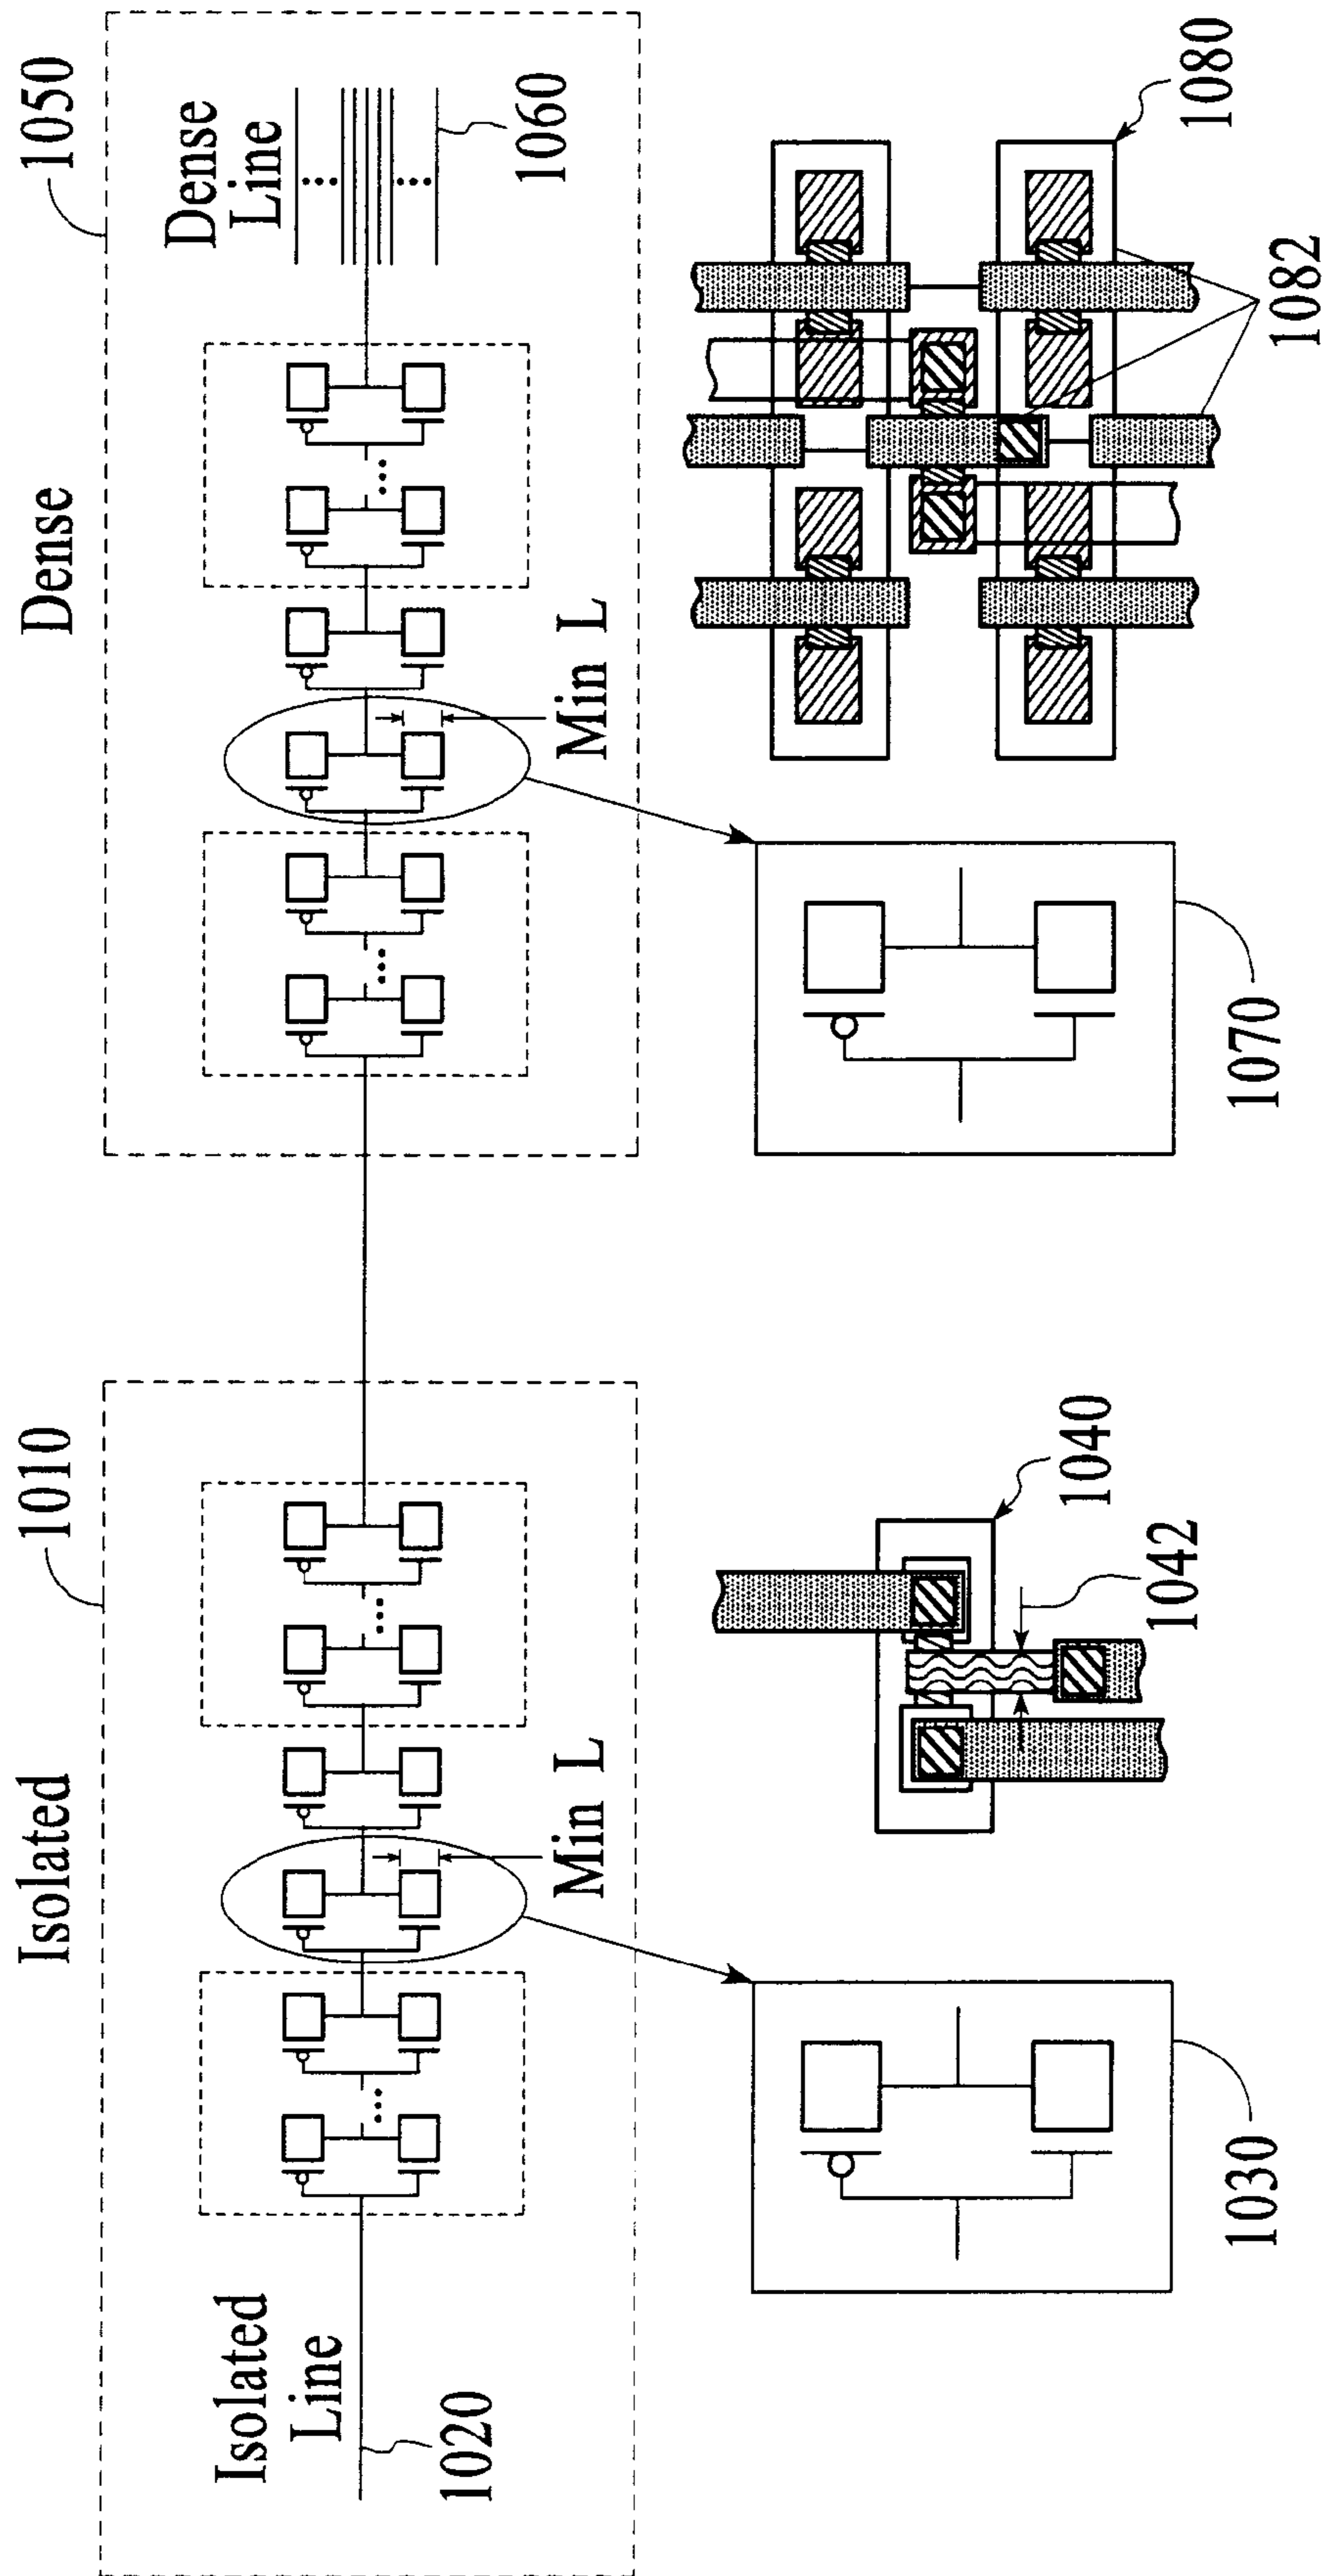 Isolated
1010
Isolated
Line
1020
Min L
1030
1040
1042
Dense
1050
Dense
Line
1060
Min L
1070
1080
1082